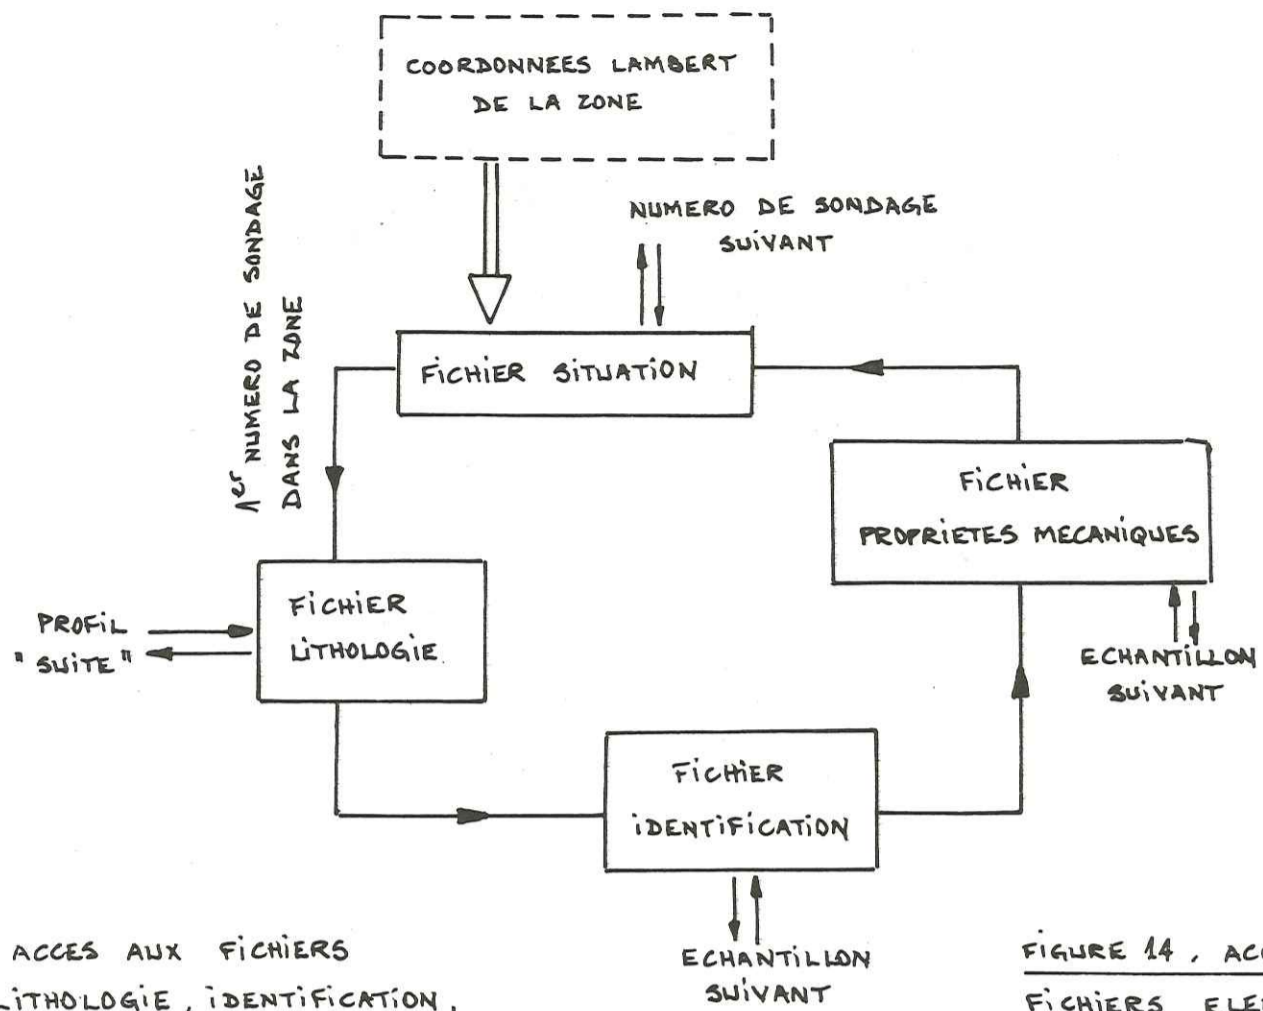 COORDONNEES LAMBERT
DE LA ZONE
NUMERO DE SONDAGE
SUIVANT
1er NUMERO DE SONDAGE
DANS LA ZONE
FICHIER SITUATION
FICHIER
PROPRIETES MECANIQUES
FICHIER
LITHOLOGIE
PROFIL
"SUITE"
ECHANTILLON
SUIVANT
FICHIER
IDENTIFICATION
ECHANTILLON
SUIVANT
ACCES AUX FICHIERS
LITHOLOGIE, IDENTIFICATION,
FIGURE 14. ACC
FICHIERS ELE